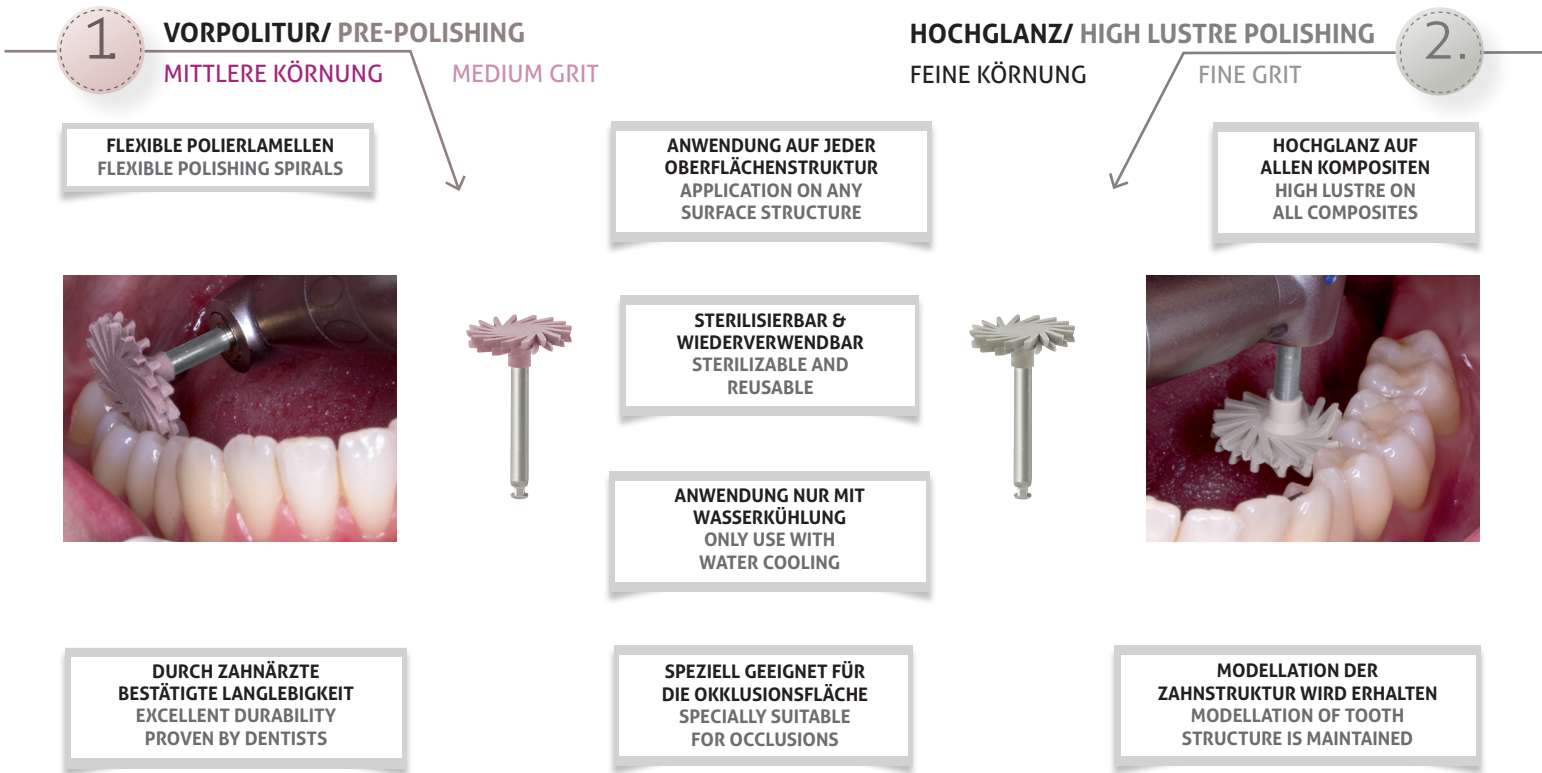 1.
VORPOLITUR/ PRE-POLISHING
MITTLERE KÖRNUNG MEDIUM GRIT
HOCHGLANZ/ HIGH LUSTRE POLISHING
FEINE KÖRNUNG FINE GRIT
2.
FLEXIBLE POLIERLAMELLEN
FLEXIBLE POLISHING SPIRALS
ANWENDUNG AUF JEDER
OBERFLÄCHENSTRUKTUR
APPLICATION ON ANY
SURFACE STRUCTURE
HOCHGLANZ AUF
ALLEN KOMPOSITEN
HIGH LUSTRE ON
ALL COMPOSITES
STERILISIERBAR &
WIEDERVERWENDBAR
STERILIZABLE AND
REUSABLE
ANWENDUNG NUR MIT
WASSERKÜHLUNG
ONLY USE WITH
WATER COOLING
DURCH ZAHNÄRZTE
BESTÄTIGTE LANGLEBIGKEIT
EXCELLENT DURABILITY
PROVEN BY DENTISTS
SPEZIELL GEEIGNET FÜR
DIE OKKLUSIONSFLÄCHE
SPECIALLY SUITABLE
FOR OCCLUSIONS
MODELLATION DER
ZAHNSTRUKTUR WIRD ERHALTEN
MODELLATION OF TOOTH
STRUCTURE IS MAINTAINED